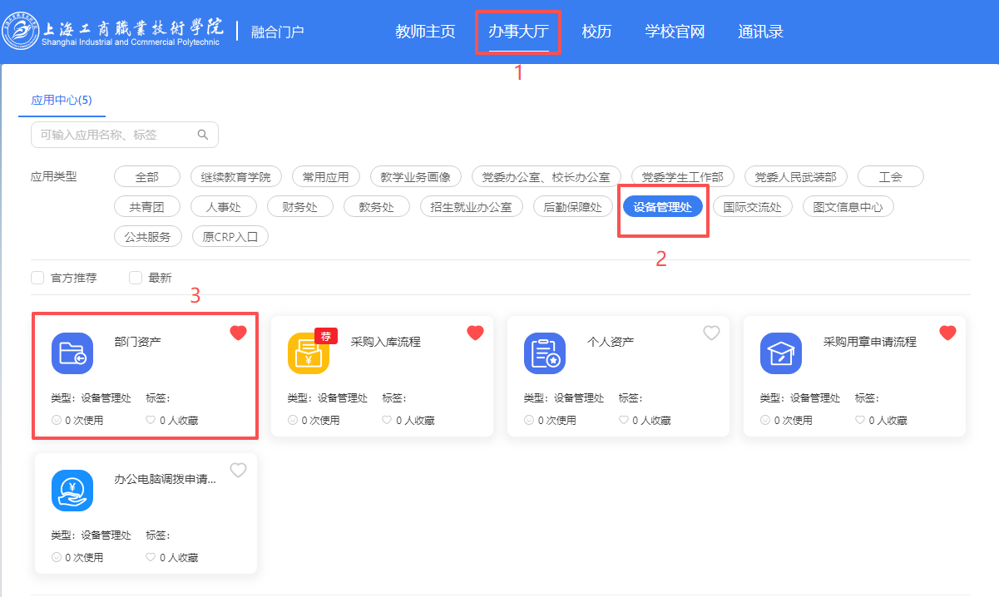 上海工商職業技術學院
Shanghai Industrial and Commercial Polytechnic
融合门户
教师主页 办事大厅 校历 学校官网 通讯录
1
应用中心(5)
可输入应用名称、标签
应用类型 全部 继续教育学院 常用应用 教学业务画像 党委办公室、校长办公室 党委学生工作部 党委人民武装部 工会
共青团 人事处 财务处 教务处 招生就业办公室 后勤保障处 设备管理处 国际交流处 图文信息中心
公共服务 原CRP入口
2
官方推荐 最新
3
部门资产 荐 采购入库流程 个人资产 采购用章申请流程
¥
类型: 设备管理处 标签: 类型: 设备管理处 标签: 类型: 设备管理处 标签: 类型: 设备管理处 标签:
0 次使用 0 人收藏 0 次使用 0 人收藏 0 次使用 0 人收藏 0 次使用 0 人收藏
办公电脑调拨申请...
¥
类型: 设备管理处 标签:
0 次使用 0 人收藏